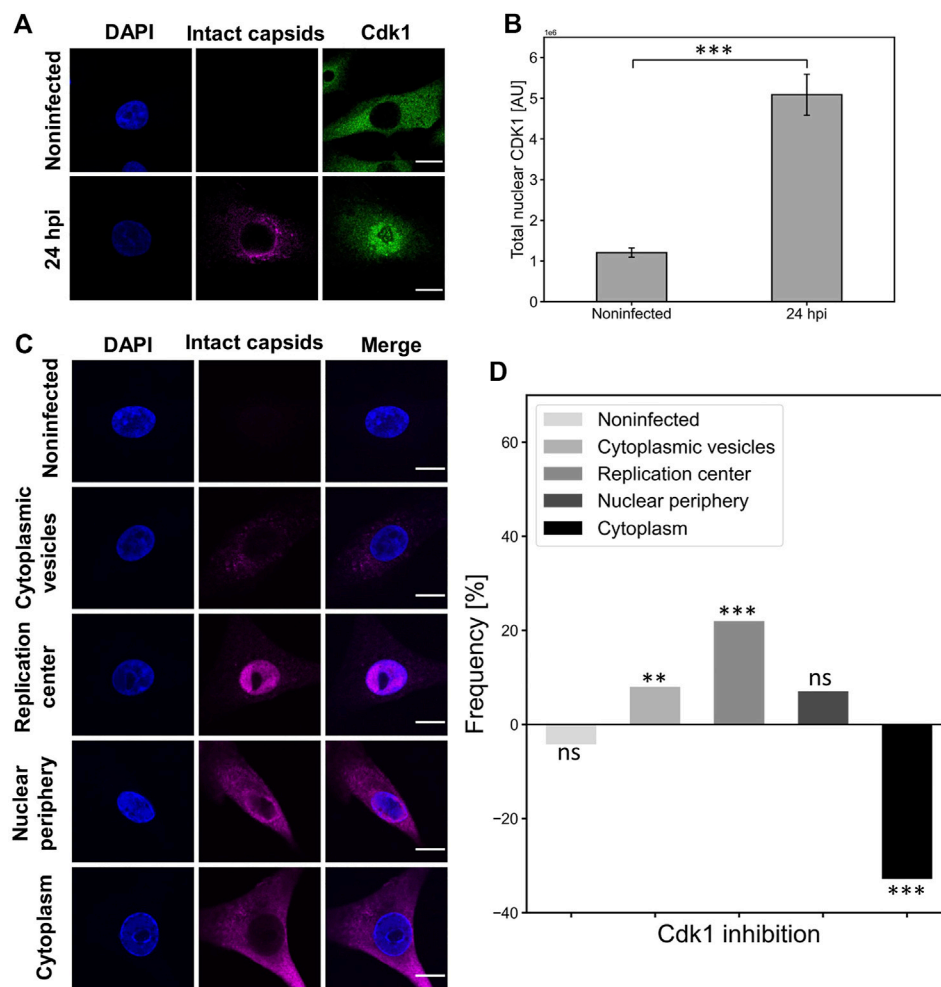 A
DAPI
Intact capsids
Cdk1
Noninfected
24 hpi
B
1e6
***
Total nuclear CDK1 [AU]
6
5
4
3
2
1
0
Noninfected
24 hpi
C
DAPI
Intact capsids
Merge
Noninfected
Cytoplasmic
vesicles
Replication
center
Nuclear
periphery
Cytoplasm
D
Noninfected
Cytoplasmic vesicles
Replication center
Nuclear periphery
Cytoplasm
Frequency [%]
60
40
20
0
−20
−40
ns
**
***
ns
***
Cdk1 inhibition